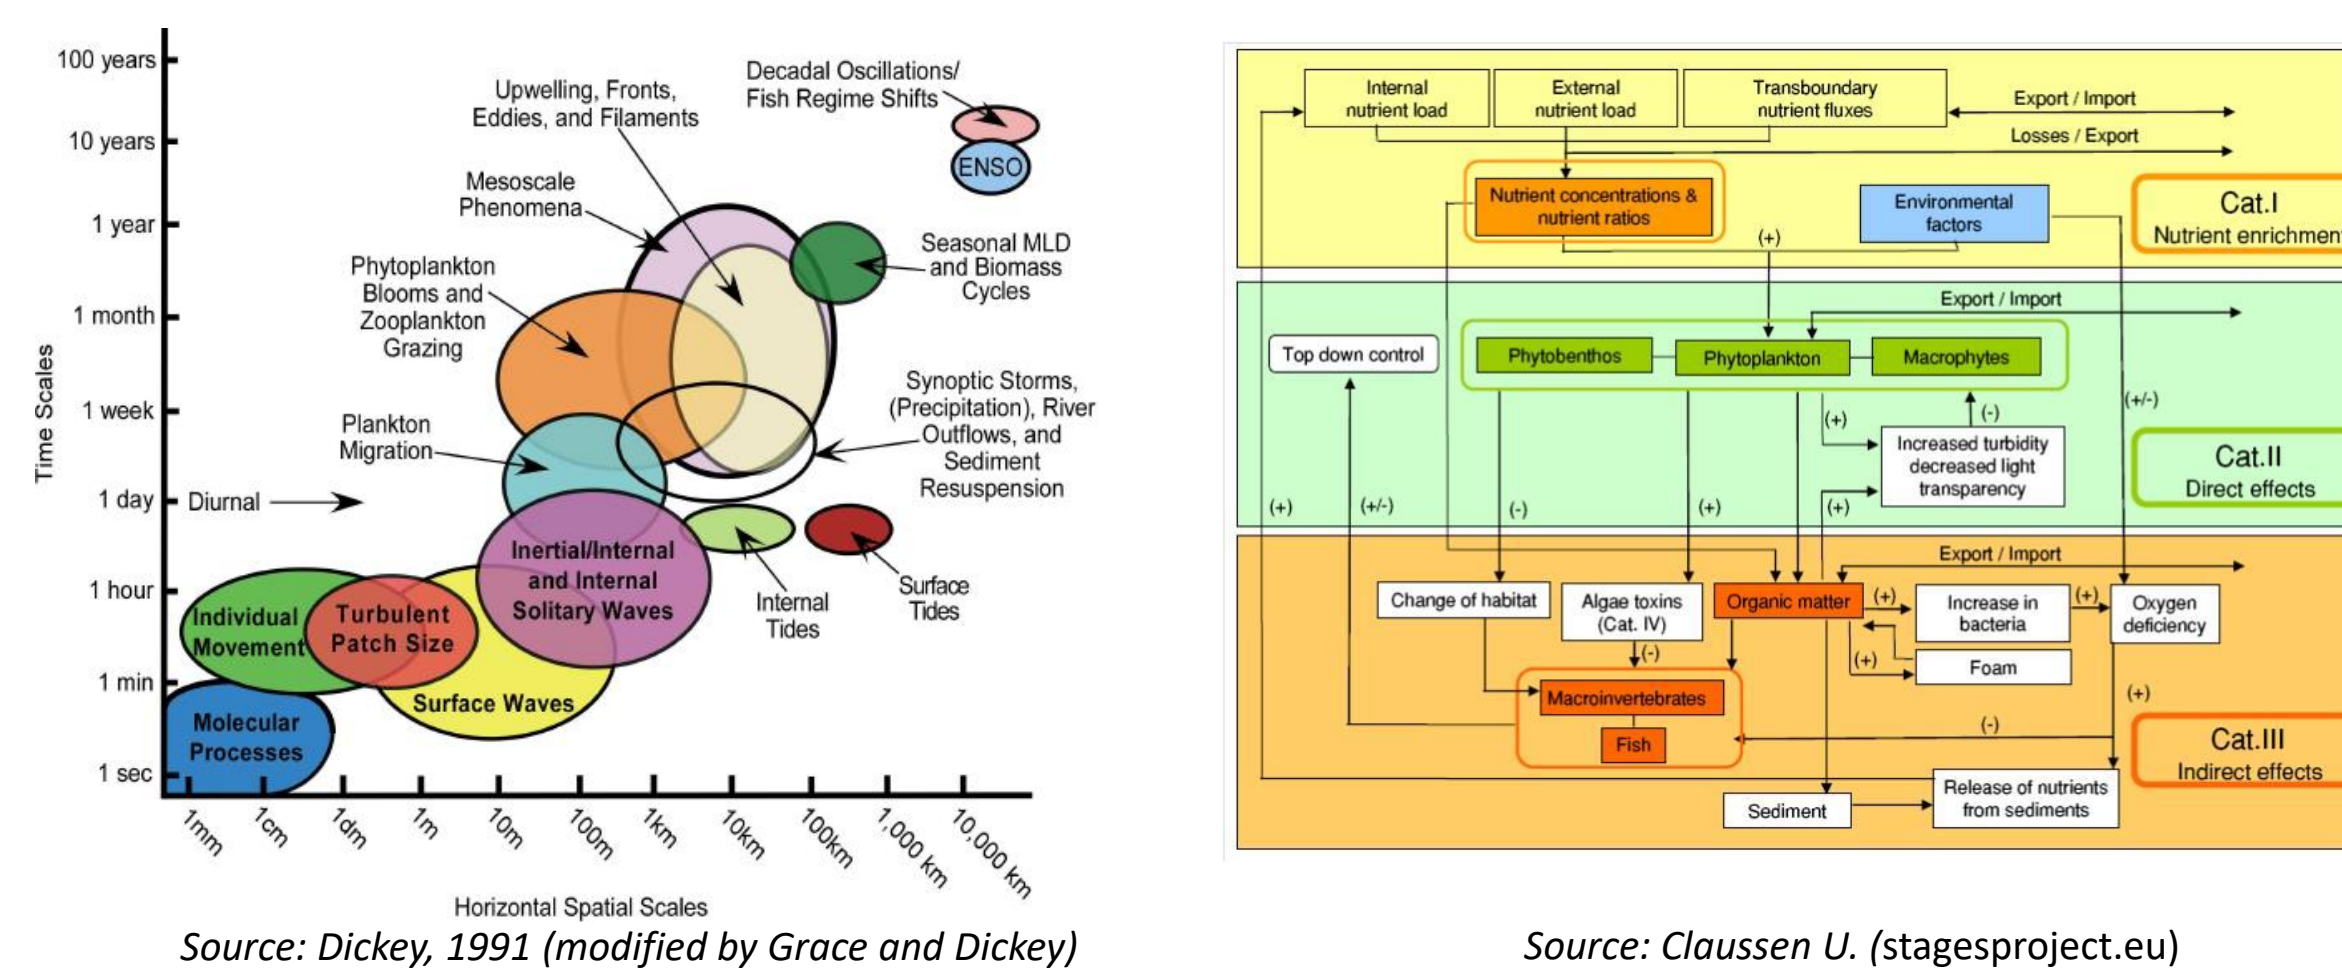 100 years
10 years
1 year
1 month
1 week
1 day
1 hour
1 min
1 sec
Time Scales
Decadal Oscillations/
Fish Regime Shifts
ENSO
Upwelling, Fronts,
Eddies, and Filaments
Mesoscale
Phenomena
Seasonal MLD
and Biomass
Cycles
Phytoplankton
Blooms and
Zooplankton
Grazing
Plankton
Migration
Synoptic Storms,
(Precipitation), River
Outflows, and
Sediment
Resuspension
Diurnal
Inertial/Internal
and Internal
Solitary Waves
Internal
Tides
Surface
Tides
Individual
Movement
Turbulent
Patch Size
Surface Waves
Molecular
Processes
1mm
1cm
1dm
1m
10m
100m
1km
10km
100km
1,000 km
10,000 km
Horizontal Spatial Scales
Source: Dickey, 1991 (modified by Grace and Dickey)
Internal
nutrient load
External
nutrient load
Transboundary
nutrient fluxes
Export / Import
Losses / Export
Nutrient concentrations &
nutrient ratios
Environmental
factors
(+)
Cat.I
Nutrient enrichmen
Export / Import
Top down control
Phytobenthos
Phytoplankton
Macrophytes
(+)
(-)
(+/-)
Increased turbidity
decreased light
transparency
Cat.II
Direct effects
(+)
(+/-)
(-)
(+)
(+)
Export / Import
Change of habitat
Algae toxins
(Cat. IV)
Organic matter
(+)
Increase in
bacteria
(+)
Oxygen
deficiency
(-)
(+)
Foam
Macroinvertebrates
Fish
(+)
(-)
Cat.III
Indirect effects
Sediment
Release of nutrients
from sediments
Source: Claussen U. (stagesproject.eu)